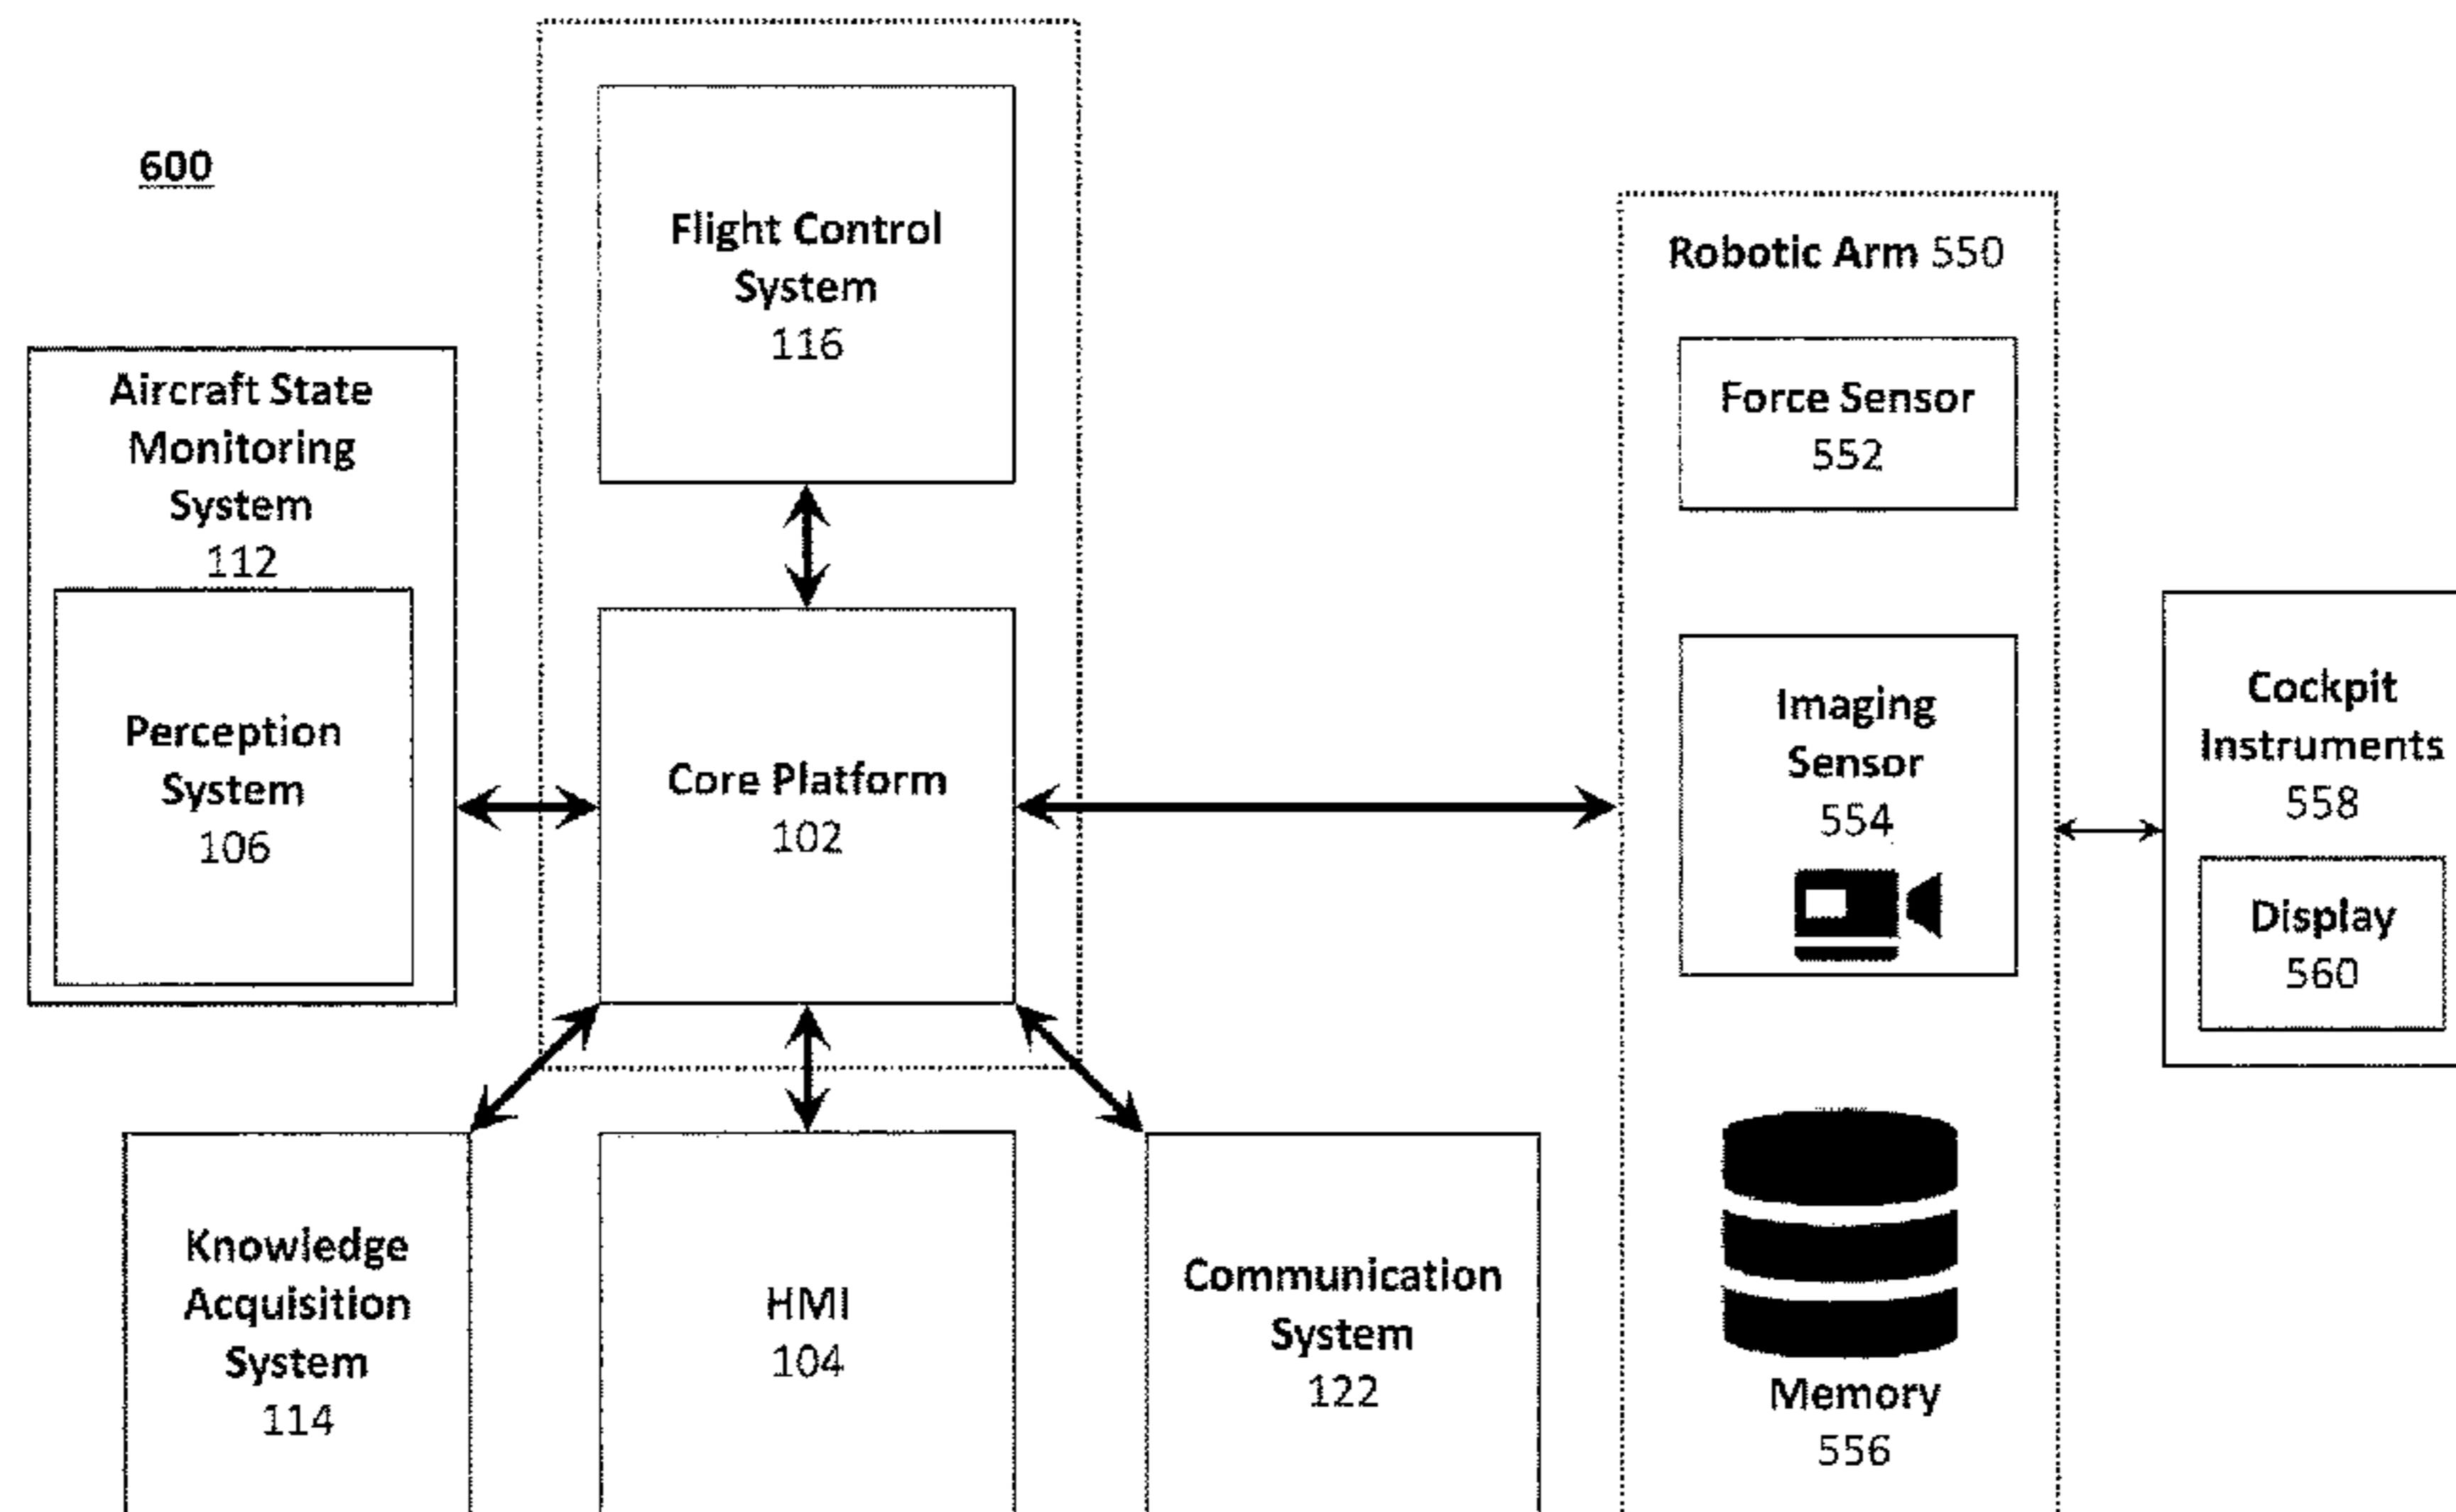 600
Flight Control
System
116
Aircraft State
Monitoring
System
112
Perception
System
106
Core Platform
102
Robotic Arm 550
Force Sensor
552
Imaging
Sensor
554
Cockpit
Instruments
558
Display
560
Knowledge
Acquisition
System
114
HMI
104
Communication
System
122
Memory
556